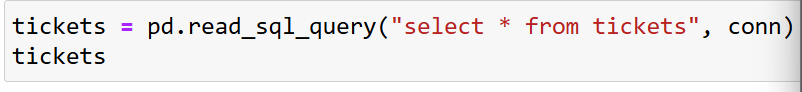 tickets = pd.read_sql_query("select * from tickets", conn)
tickets